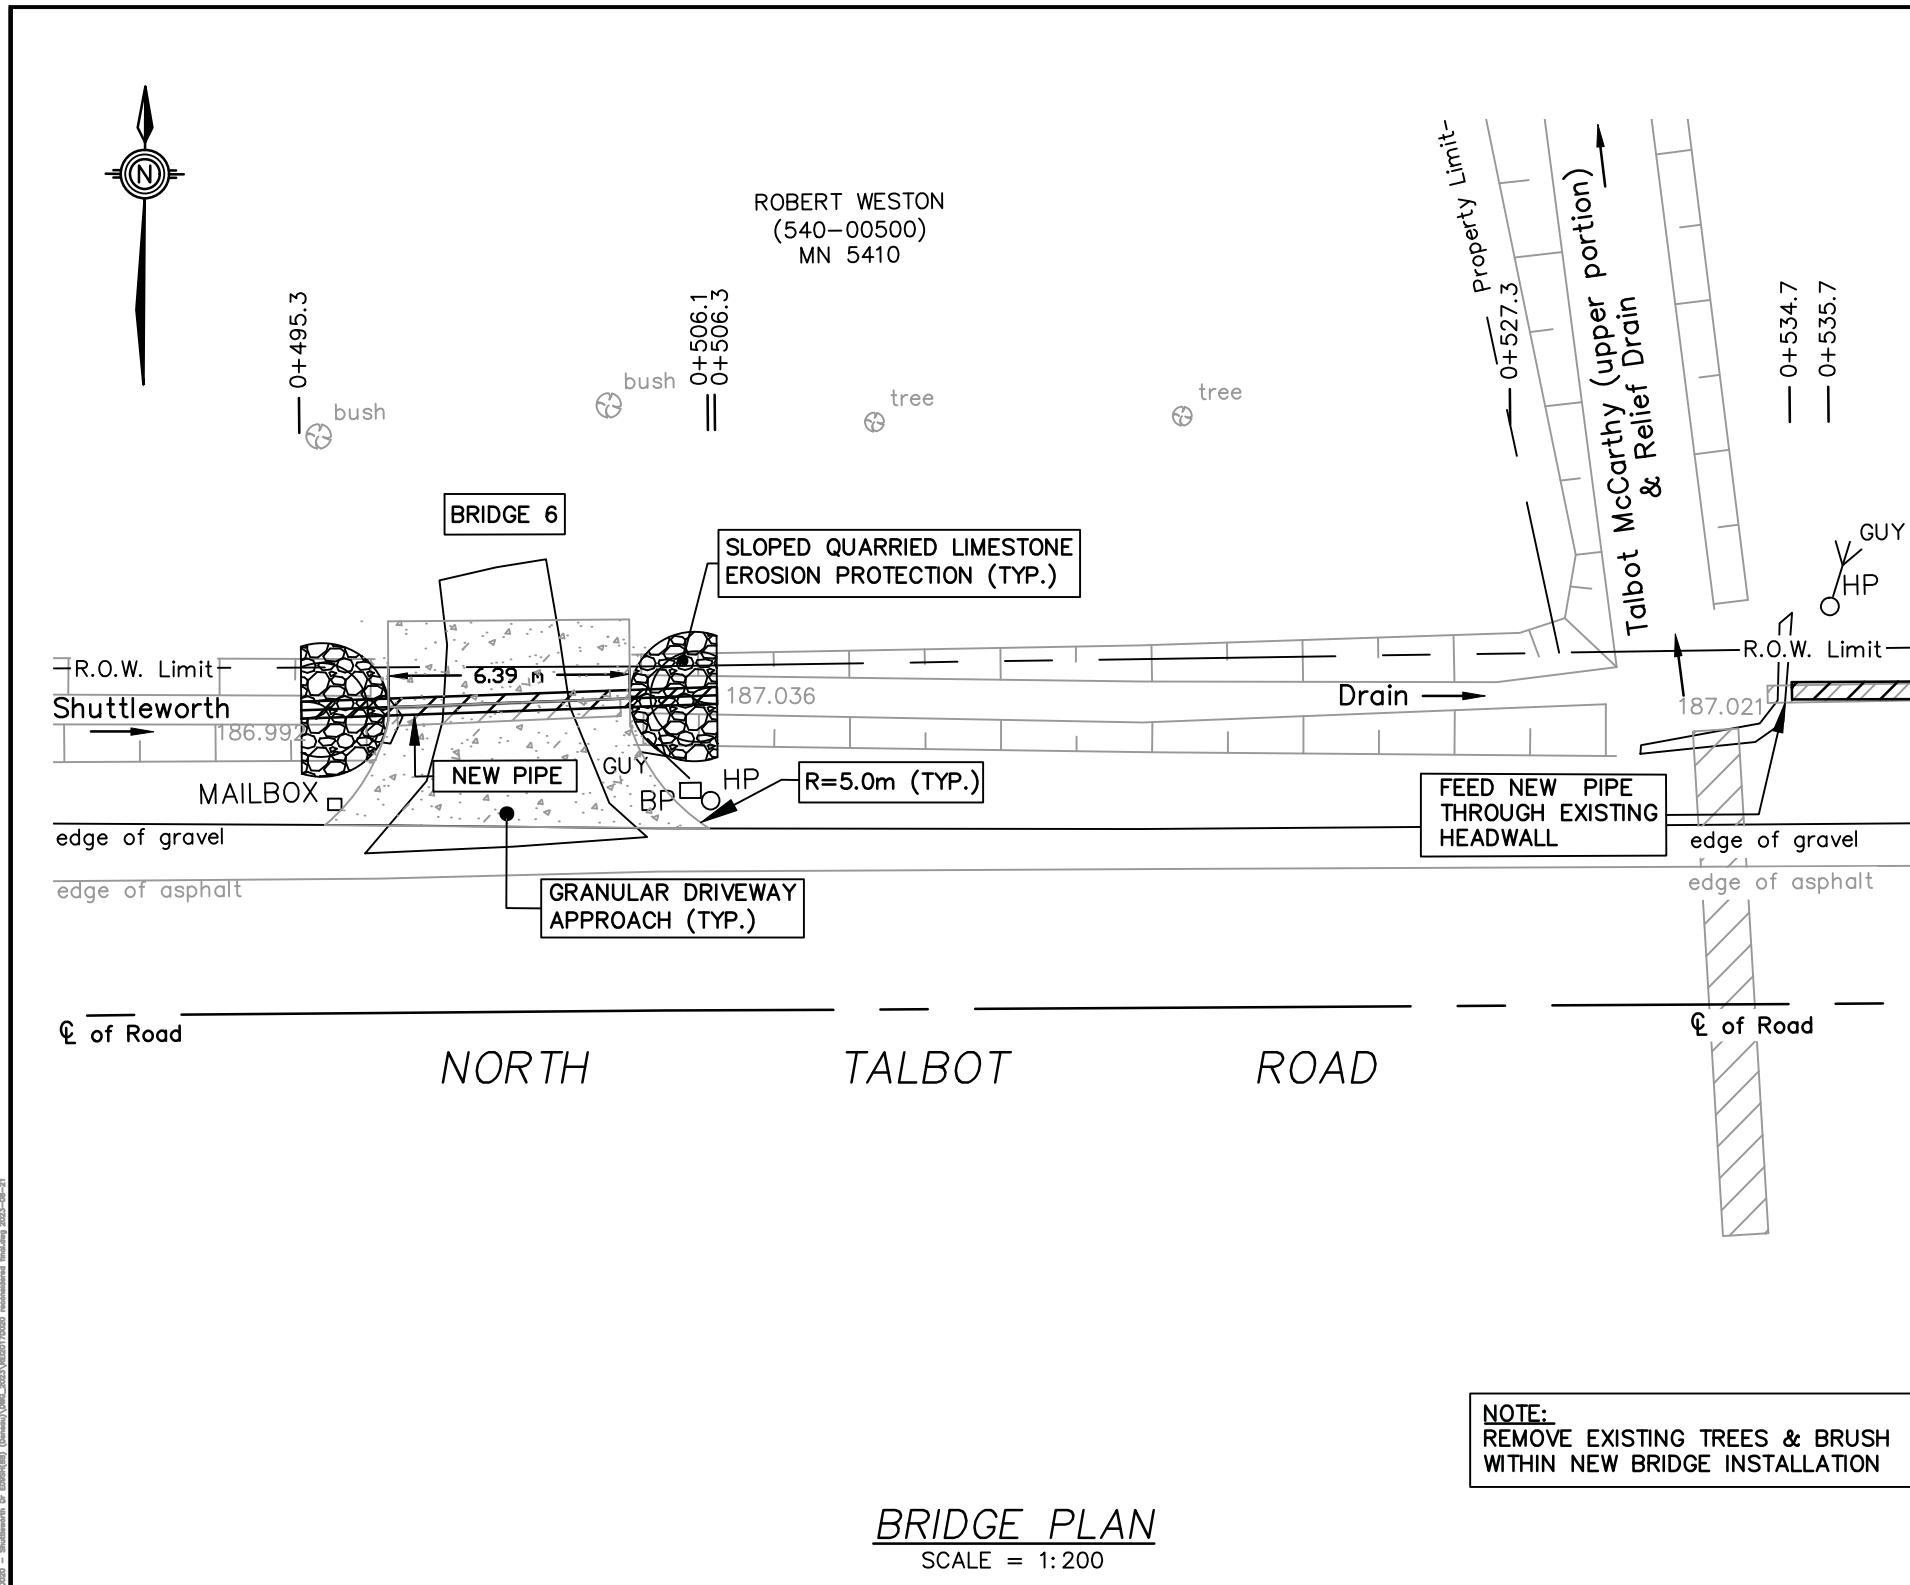 N
ROBERT WESTON
(540-00500)
MN 5410
Property Limit
Talbot McCarthy (upper portion)
& Relief Drain
0+495.3
0+506.1
0+506.3
0+527.3
0+534.7
0+535.7
bush
bush
tree
tree
BRIDGE 6
SLOPED QUARRIED LIMESTONE
EROSION PROTECTION (TYP.)
GUY
HP
R.O.W. Limit
6.39 m
R.O.W. Limit
Shuttleworth
187.036
Drain
187.021
186.992
MAILBOX
NEW PIPE
GUY
BP
HP
R=5.0m (TYP.)
FEED NEW PIPE
THROUGH EXISTING
HEADWALL
edge of gravel
edge of gravel
edge of asphalt
edge of asphalt
GRANULAR DRIVEWAY
APPROACH (TYP.)
℄ of Road
℄ of Road
NORTH TALBOT ROAD
NOTE:
REMOVE EXISTING TREES & BRUSH
WITHIN NEW BRIDGE INSTALLATION
BRIDGE PLAN
SCALE = 1:200